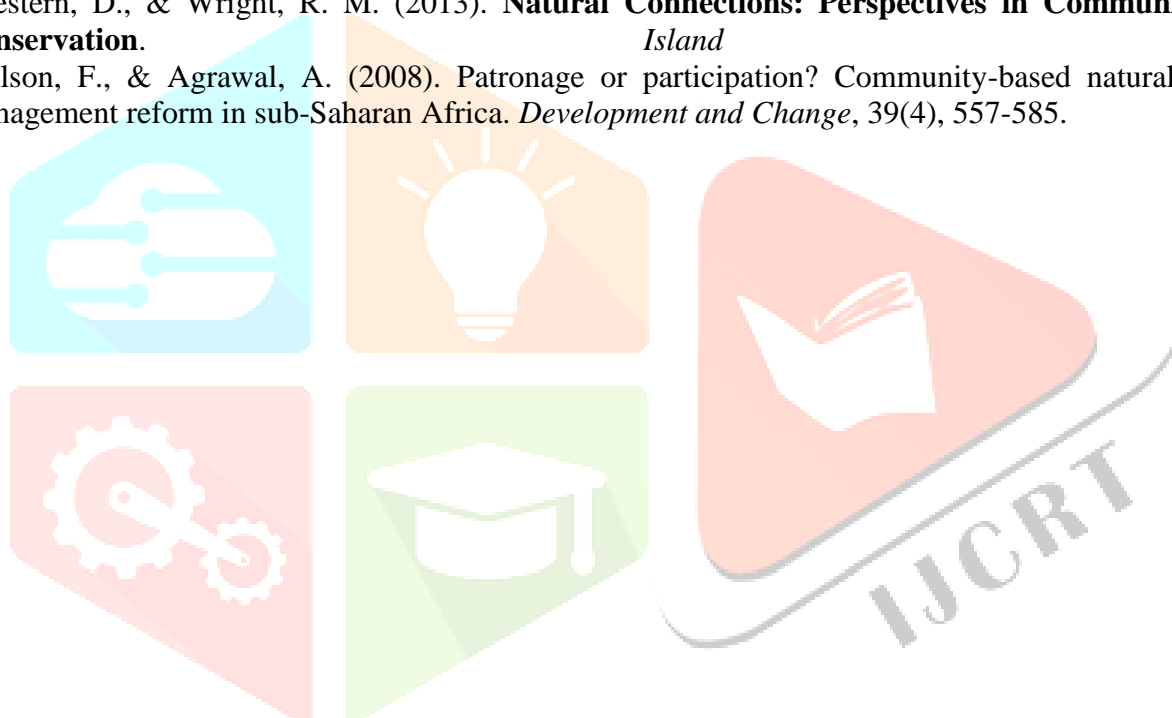 estern, D., & Wright, R. M. (2013). Natural Connections: Perspectives in Commun
nservation. Island
lson, F., & Agrawal, A. (2008). Patronage or participation? Community-based natural
nagement reform in sub-Saharan Africa. Development and Change, 39(4), 557-585.
IJCRT